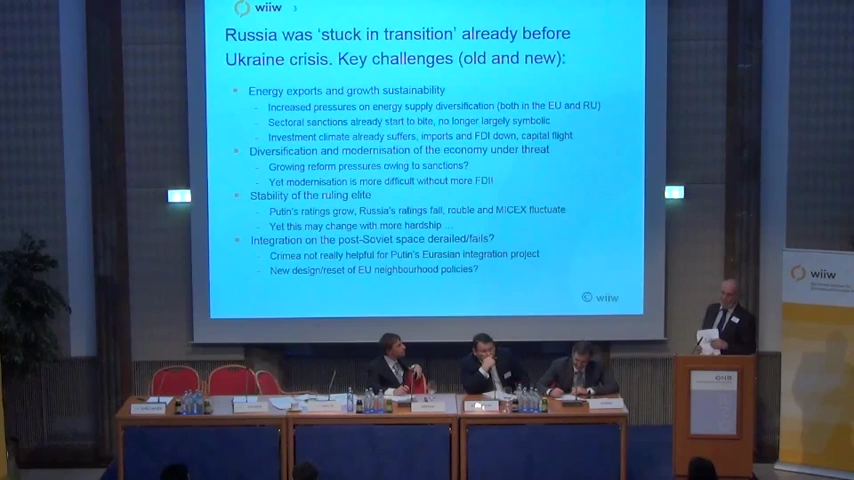 wiiw 3
Russia was 'stuck in transition' already before
Ukraine crisis. Key challenges (old and new):
Energy exports and growth sustainability
Increased pressures on energy supply diversification (both in the EU and RU)
Sectoral sanctions already start to bite, no longer largely symbolic
Investment climate already suffers, imports and FDI down, capital flight
Diversification and modernisation of the economy under threat
Growing reform pressures owing to sanctions?
Yet modernisation is more difficult without more FDI!
Stability of the ruling elite
Putin's ratings grow, Russia's ratings fall, rouble and MICEX fluctuate
Yet this may change with more hardship ...
Integration on the post-Soviet space derailed/fails?
Crimea not really helpful for Putin's Eurasian integration project
New design/reset of EU neighbourhood policies?
© wiiw
wiiw